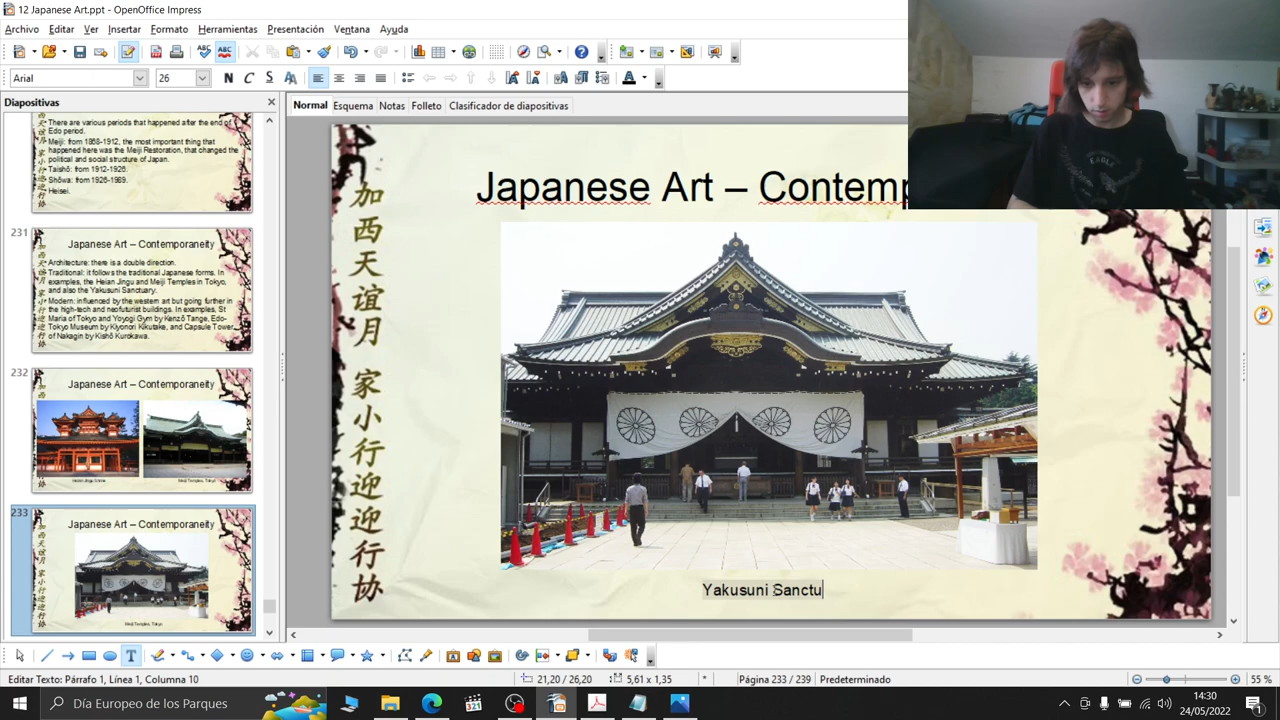 12 Japanese Art.ppt - OpenOffice Impress
Archivo Editar Ver Insertar Formato Herramientas Presentación Ventana Ayuda
Arial 26 N C S
Diapositivas
Normal Esquema Notas Folleto Clasificador de diapositivas
There are various periods that happened after the end of
Edo period.
Meiji: from 1868-1912, the most important thing that
happened here was the Meiji Restoration, that changed the
political and social structure of Japan.
Taishō: from 1912-1926.
Shōwa: from 1926-1989.
Heisei.
231
Japanese Art – Contemporaneity
Architecture: there is a double direction.
Traditional: it follows the traditional Japanese forms. In
examples, the Heian Jingu and Meiji Temples in Tokyo,
and also the Yakusuni Sanctuary.
Modern: influenced by the western art but going further in
the high-tech and neofuturist buildings. In examples, St
Maria of Tokyo and Yoyogi Gym by Kenzō Tange, Edo-
Tokyo Museum by Kiyonori Kikutake, and Capsule Tower
of Nakagin by Kishō Kurokawa.
232
Japanese Art – Contemporaneity
Meiji Temples, Tokyo
233
Japanese Art – Contemporaneity
Meiji Temples, Tokyo
Japanese Art – Contemp
加
西
天
谊
月
家
小
行
迎
迎
行
协
Yakusuni Sanctu
Editar Texto: Párrafo 1, Línea 1, Columna 10
21,20 / 26,20
5,61 x 1,35
*
Página 233 / 239
Predeterminado
55 %
Día Europeo de los Parques
321
14:30
24/05/2022
1